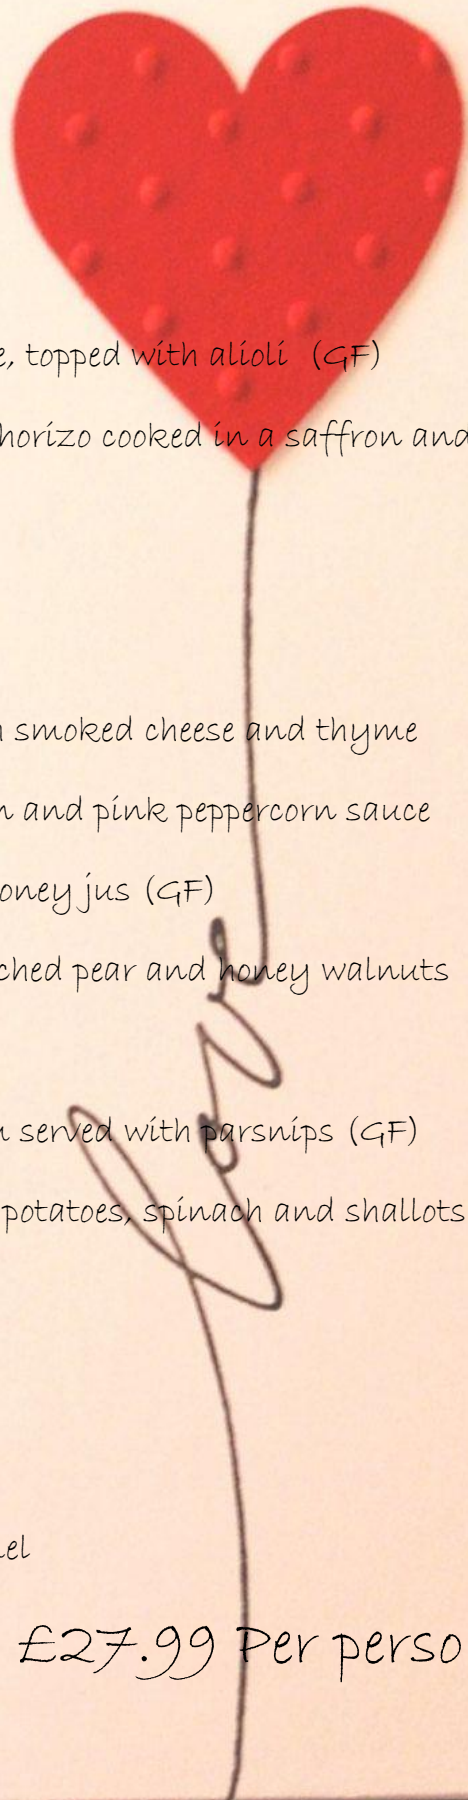 e, topped with alioli (GF)
horizo cooked in a saffron and
smoked cheese and thyme
n and pink peppercorn sauce
oney jus (GF)
ched pear and honey walnuts
love
served with parsnips (GF)
potatoes, spinach and shallots
el
£27.99 Per perso